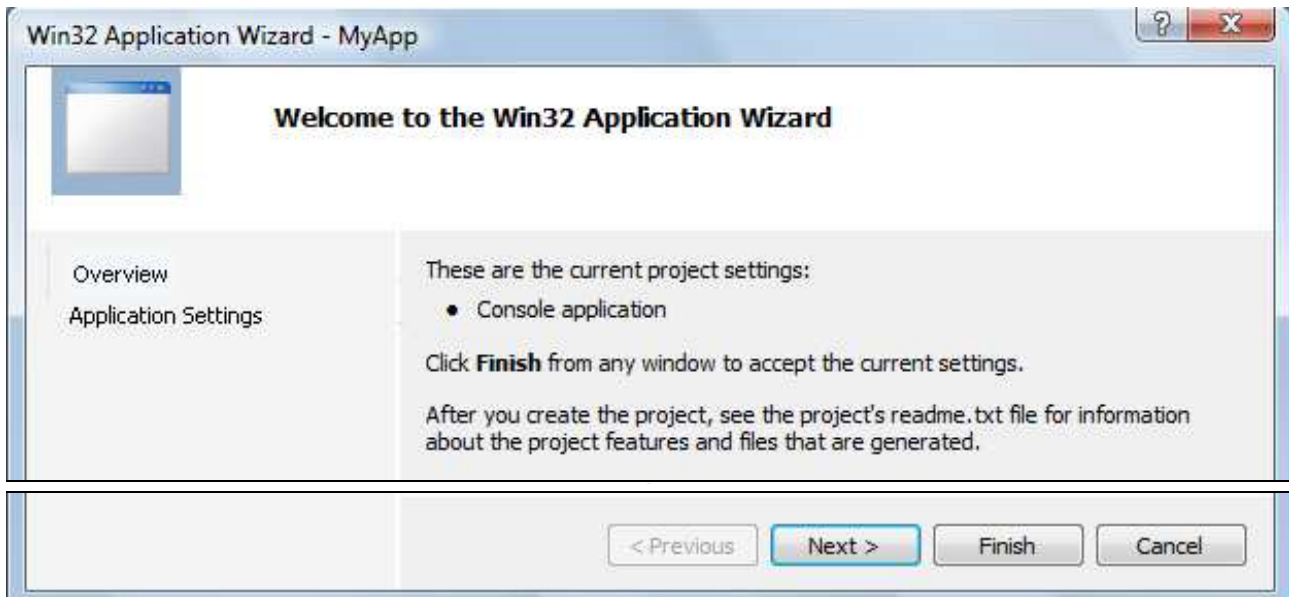 Win32 Application Wizard - MyApp
?
X
Welcome to the Win32 Application Wizard
Overview
Application Settings
These are the current project settings:
• Console application
Click Finish from any window to accept the current settings.
After you create the project, see the project's readme.txt file for information
about the project features and files that are generated.
< Previous Next > Finish Cancel